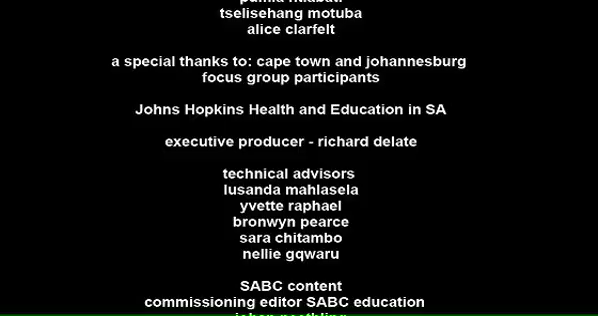 tselisehang motuba
alice clarfelt
a special thanks to: cape town and johannesburg
focus group participants
Johns Hopkins Health and Education in SA
executive producer - richard delate
technical advisors
lusanda mahlasela
yvette raphael
bronwyn pearce
sara chitambo
nellie gqwaru
SABC content
commissioning editor SABC education